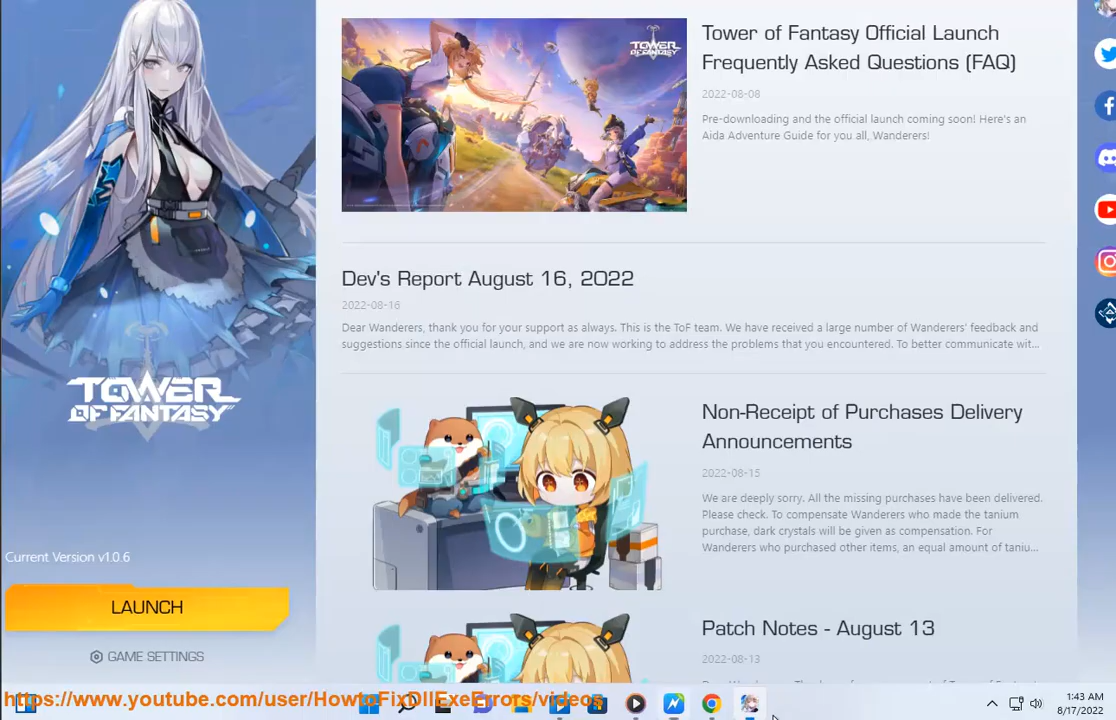 TOWER
OF FANTASY
Tower of Fantasy Official Launch
Frequently Asked Questions (FAQ)
2022-08-08
Pre-downloading and the official launch coming soon! Here's an
Aida Adventure Guide for you all, Wanderers!
Dev's Report August 16, 2022
2022-08-16
Dear Wanderers, thank you for your support as always. This is the ToF team. We have received a large number of Wanderers' feedback and
suggestions since the official launch, and we are now working to address the problems that you encountered. To better communicate wit...
TOWER
OF FANTASY
Non-Receipt of Purchases Delivery
Announcements
2022-08-15
We are deeply sorry. All the missing purchases have been delivered.
Please check. To compensate Wanderers who made the tanium
purchase, dark crystals will be given as compensation. For
Wanderers who purchased other items, an equal amount of taniu...
Current Version v1.0.6
LAUNCH
GAME SETTINGS
Patch Notes - August 13
2022-08-13
https://www.youtube.com/user/HowtoFixDllExeErrors/videos
1:43 AM
8/17/2022